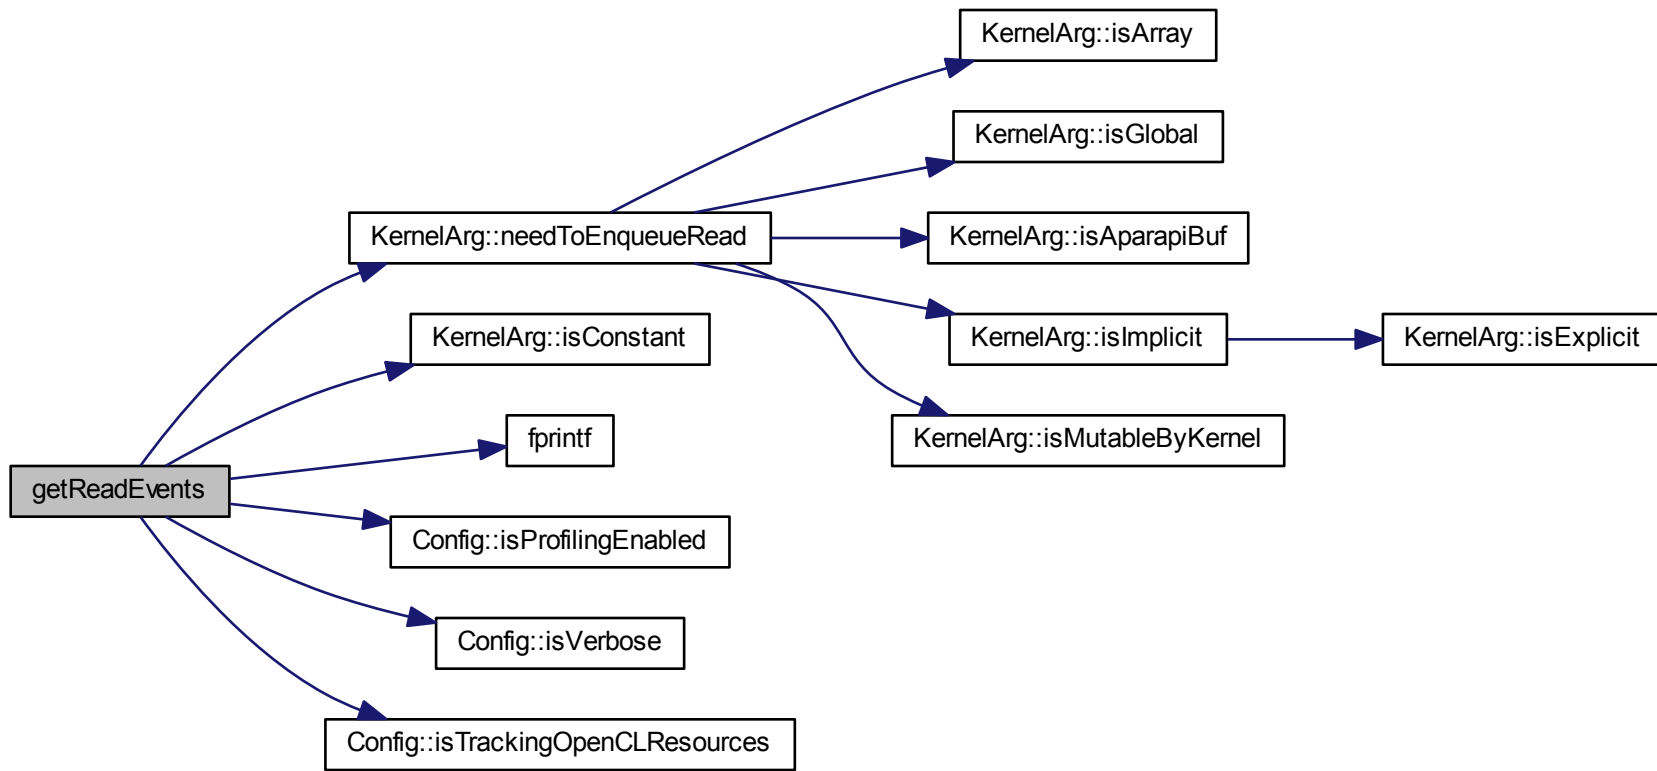 KernelArg::isArray
KernelArg::isGlobal
KernelArg::needToEnqueueRead
KernelArg::isAparapiBuf
KernelArg::isConstant
KernelArg::isImplicit
KernelArg::isExplicit
fprintf
KernelArg::isMutableByKernel
getReadEvents
Config::isProfilingEnabled
Config::isVerbose
Config::isTrackingOpenCLResources